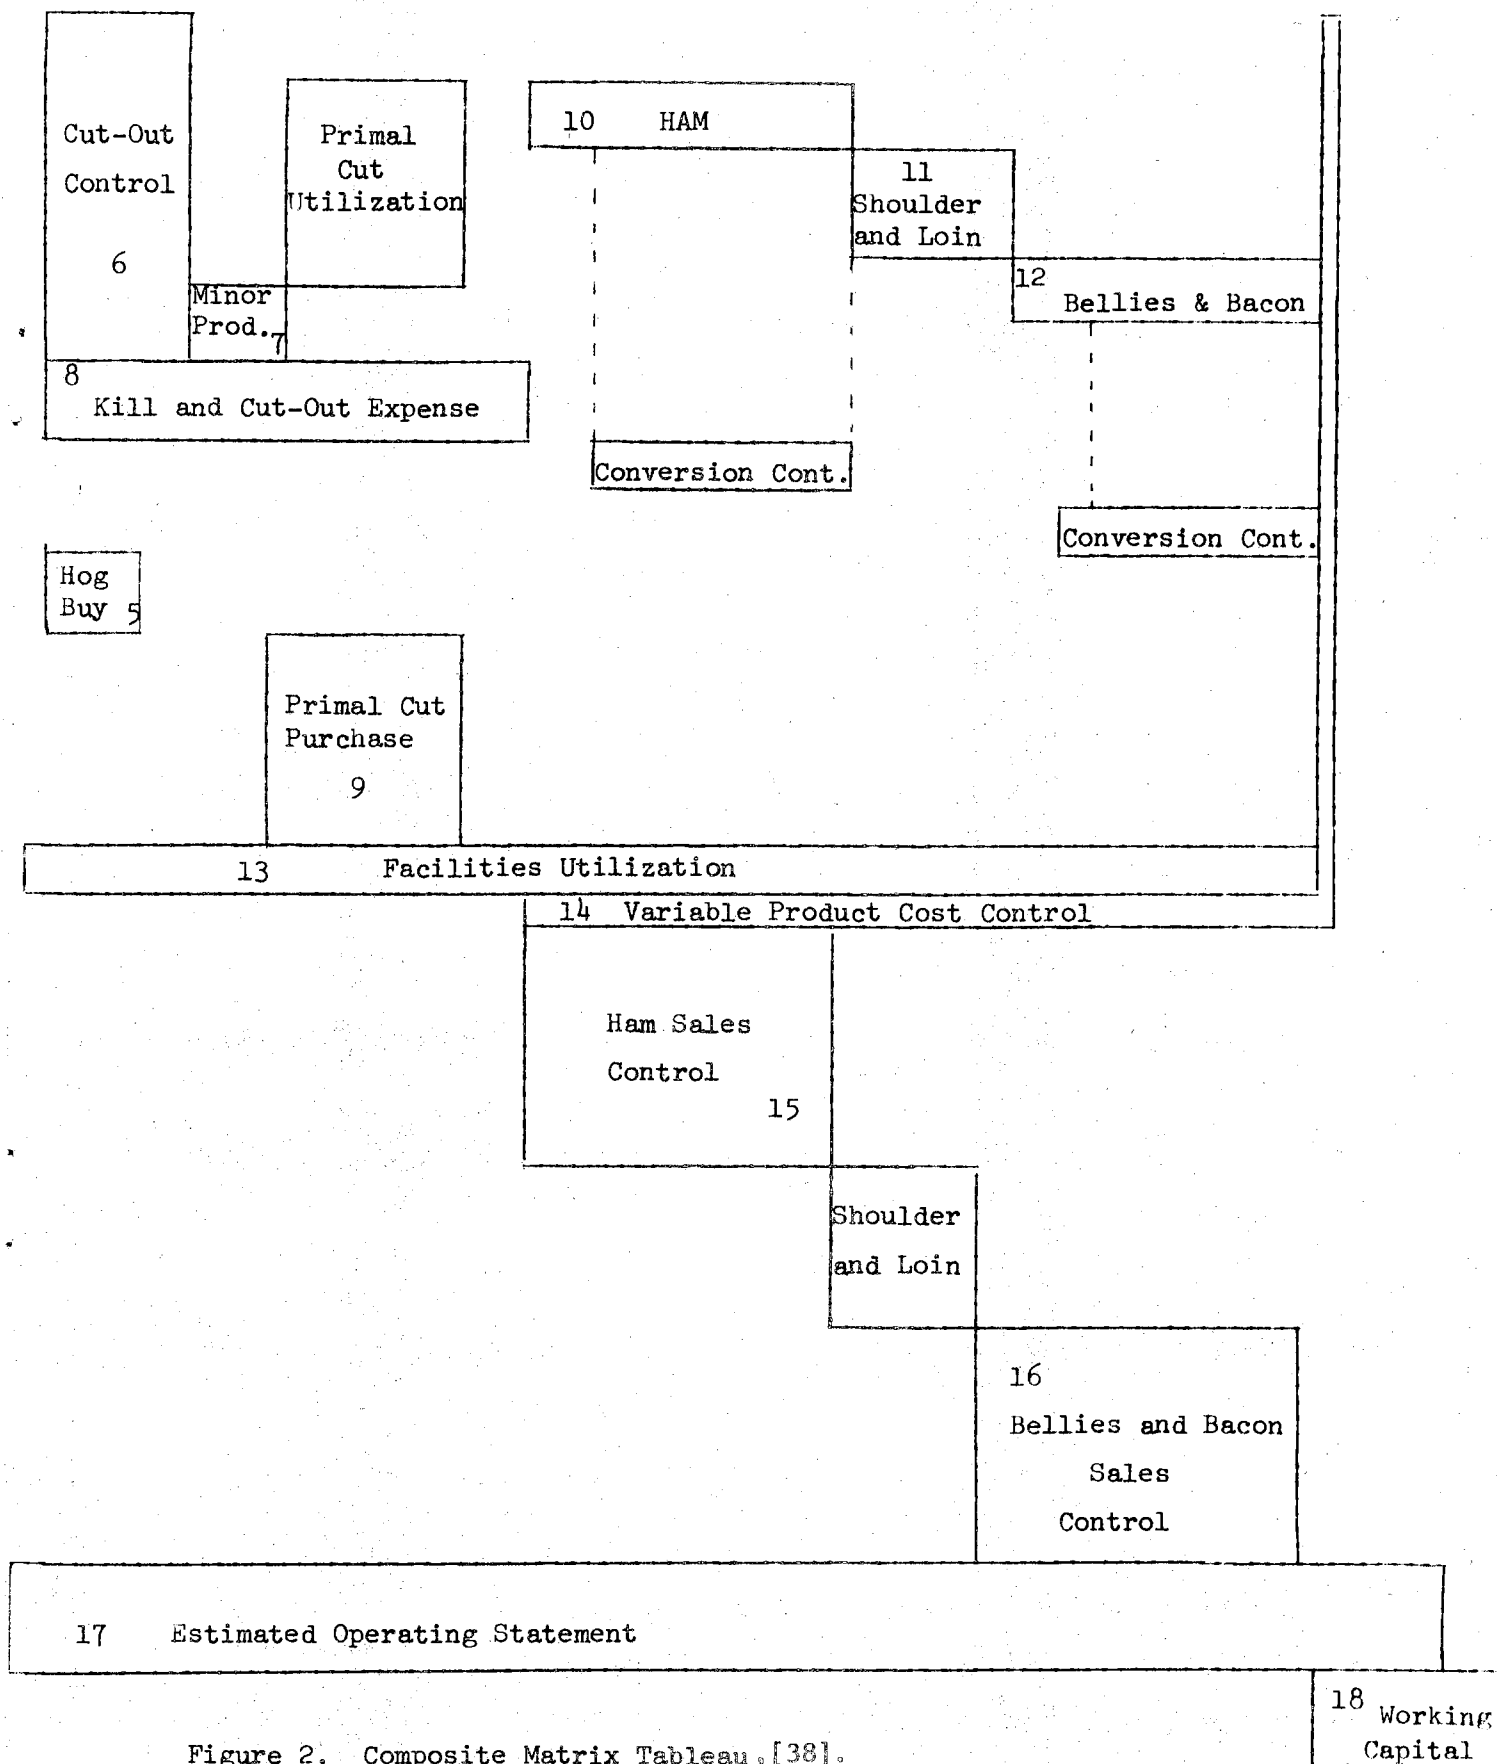 Cut-Out
Control
6
Primal
Cut
Utilization
10 HAM
11
Shoulder
and Loin
12
Bellies & Bacon
Minor
Prod. 7
8
Kill and Cut-Out Expense
Conversion Cont.
Conversion Cont.
Hog
Buy 5
Primal Cut
Purchase
9
13 Facilities Utilization
14 Variable Product Cost Control
Ham Sales
Control
15
Shoulder
and Loin
16
Bellies and Bacon
Sales
Control
17 Estimated Operating Statement
18 Working
Capital
Figure 2. Composite Matrix Tableau.[38].